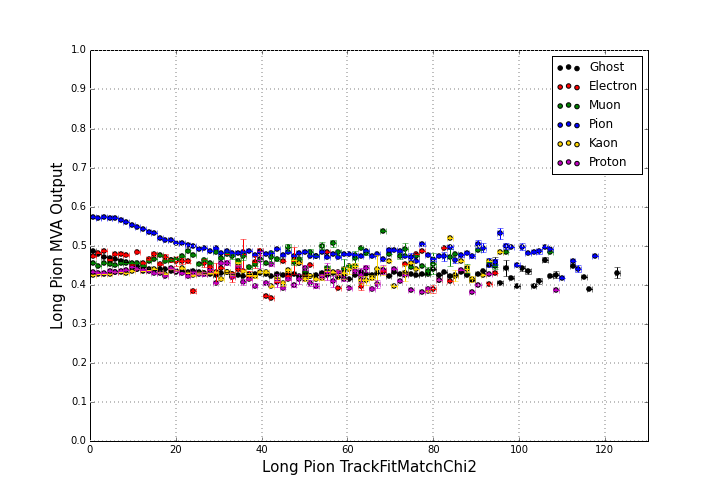 1.0
0.9
0.8
0.7
0.6
0.5
0.4
0.3
0.2
0.1
0.0
0 20 40 60 80 100 120
Long Pion MVA Output
Long Pion TrackFitMatchChi2
Ghost
Electron
Muon
Pion
Kaon
Proton